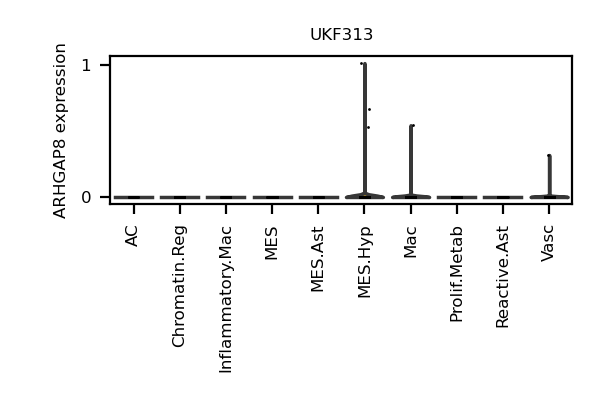 UKF313
ARHGAP8 expression
1
0
AC
Chromatin.Reg
Inflammatory.Mac
MES
MES.Ast
MES.Hyp
Mac
Prolif.Metab
Reactive.Ast
Vasc